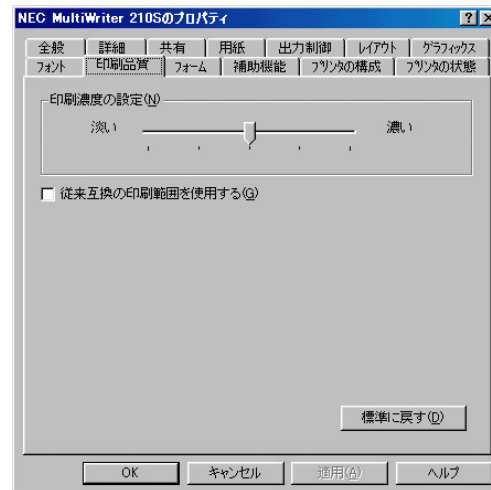 NEC MultiWriter 210Sのプロパティ
全般 詳細 共有 用紙 出力制御 レイアウト グラフィックス
フォント 印刷品質 フォーム 補助機能 プリンタの構成 プリンタの状態
印刷濃度の設定(N)
淡い 濃い
従来互換の印刷範囲を使用する(G)
標準に戻す(D)
OK キャンセル 適用(A) ヘルプ